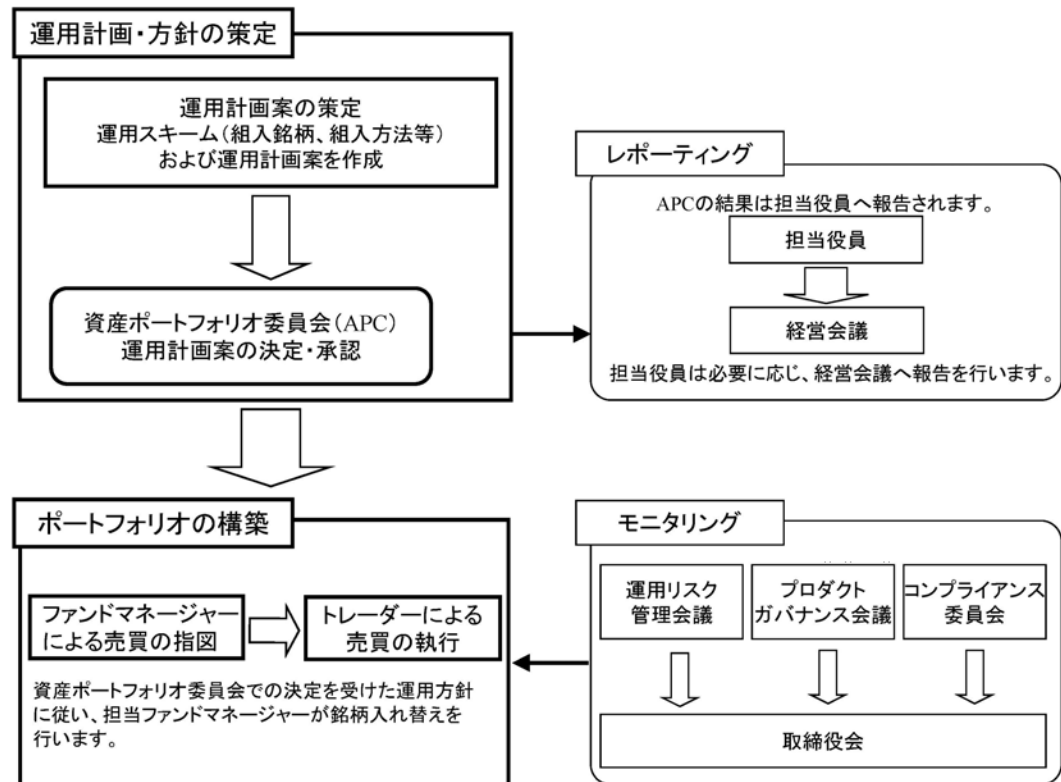 運用計画・方針の策定
運用計画案の策定
運用スキーム(組入銘柄、組入方法等)
および運用計画案を作成
資産ポートフォリオ委員会(APC)
運用計画案の決定・承認
レポーティング
APCの結果は担当役員へ報告されます。
担当役員
経営会議
担当役員は必要に応じ、経営会議へ報告を行います。
ポートフォリオの構築
ファンドマネージャー
による売買の指図
トレーダーによる
売買の執行
資産ポートフォリオ委員会での決定を受けた運用方針
に従い、担当ファンドマネージャーが銘柄入れ替えを
行います。
モニタリング
運用リスク
管理会議
プロダクト
ガバナンス会議
コンプライアンス
委員会
取締役会